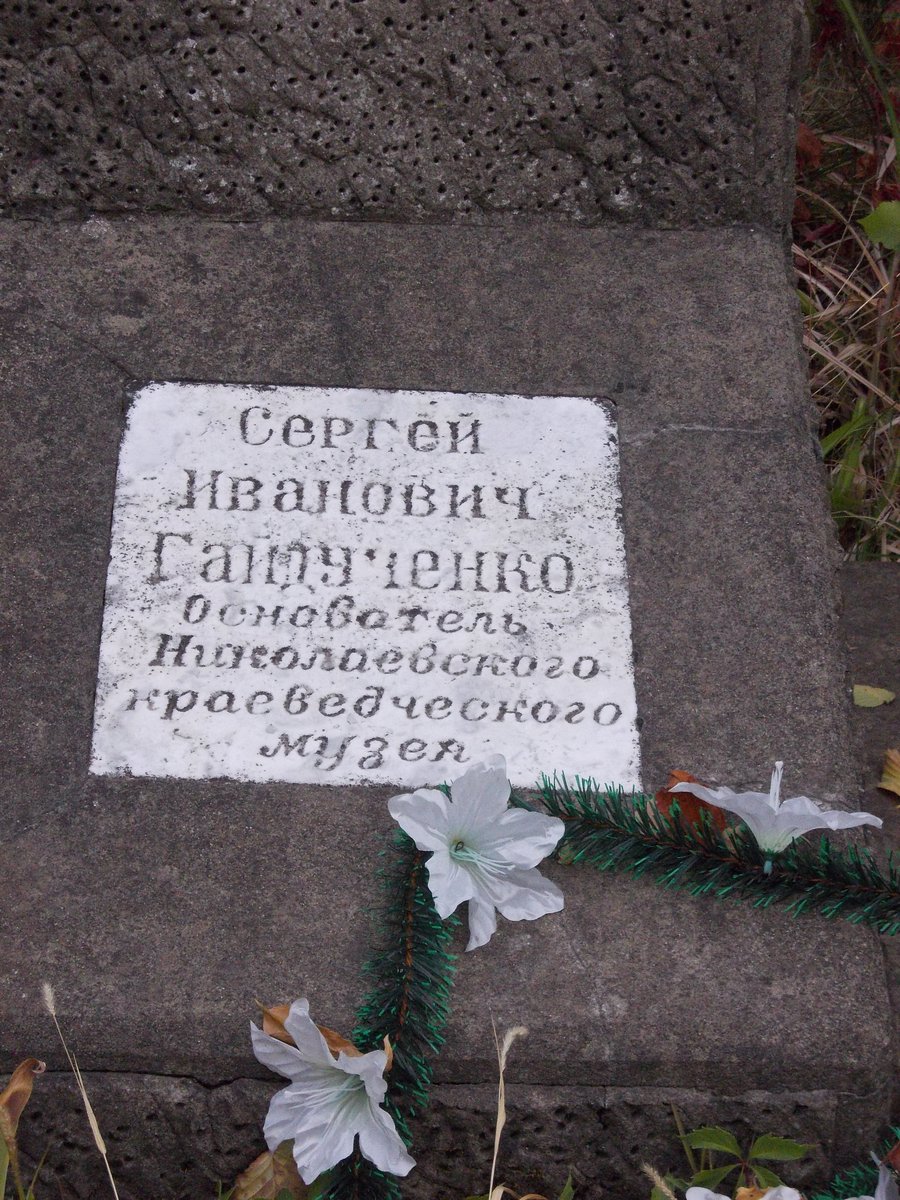 Сергей
Иванович
Гайдученко
Основатель
Николаевского
краеведческого
музея